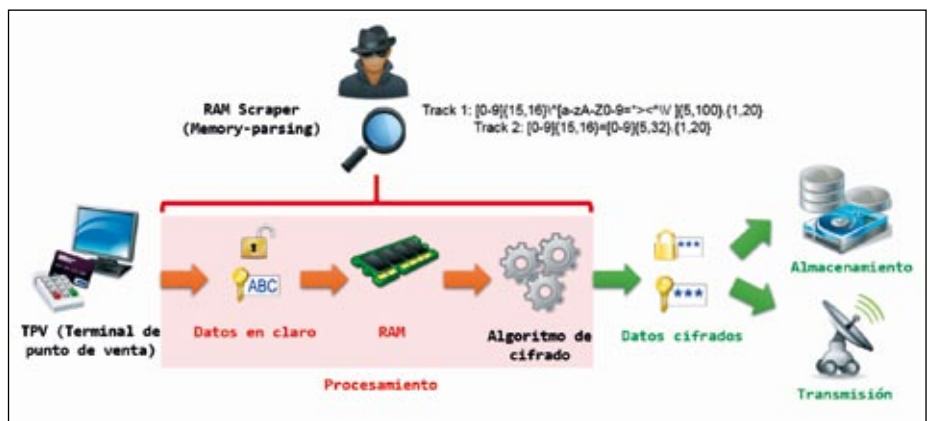 RAM Scraper
(Memory-parsing)
Track 1: [0-9]{15,16}\^[a-zA-Z0-9=*><^*\\/ ]{5,100}.{1,20}
Track 2: [0-9]{15,16}=[0-9]{5,32}.{1,20}
ABC
***
***
TPV (Terminal de
punto de venta)
Datos en claro
RAM
Algoritmo de
cifrado
Datos cifrados
Almacenamiento
Procesamiento
Transmisión